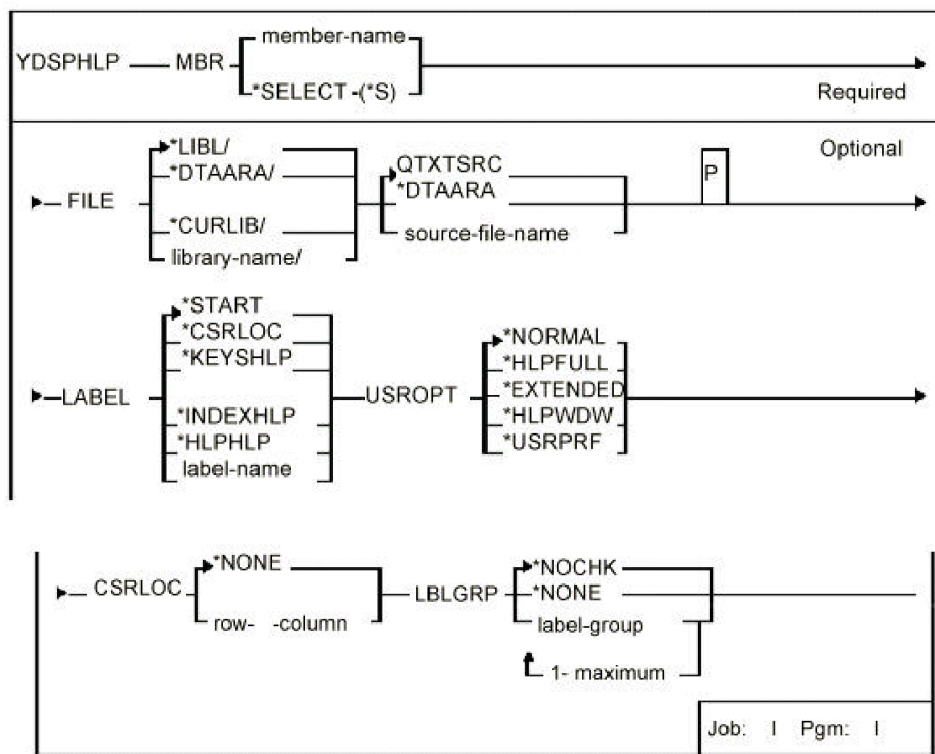 member-name
YDSPHLP MBR
*SELECT -(*S)
Required
Optional
*LIBL/
*DTAARA/
*CURLIB/
library-name/
FILE
QTXTSRC
*DTAARA
source-file-name
P
*START
*CSRLOC
*KEYSHLP
*INDEXHLP
*HLPHLP
label-name
LABEL
USROPT
*NORMAL
*HLPFULL
*EXTENDED
*HLPWDW
*USRPRF
CSRLOC
*NONE
row- -column
LBLGRP
*NOCHK
*NONE
label-group
1- maximum
Job: I Pgm: I